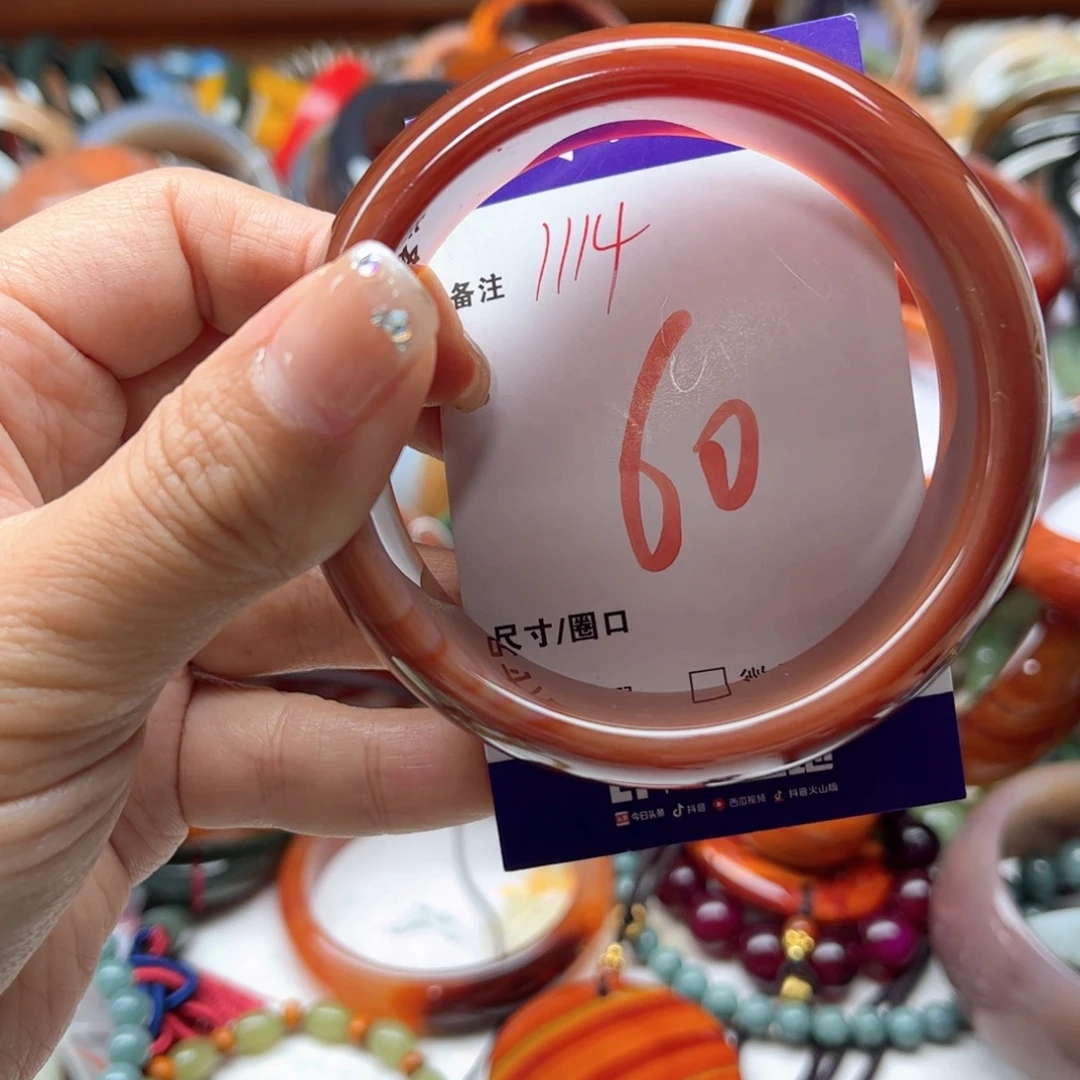 备注 1114
60
尺寸/圈口
今日头条 抖音 西瓜视频 抖音火山版